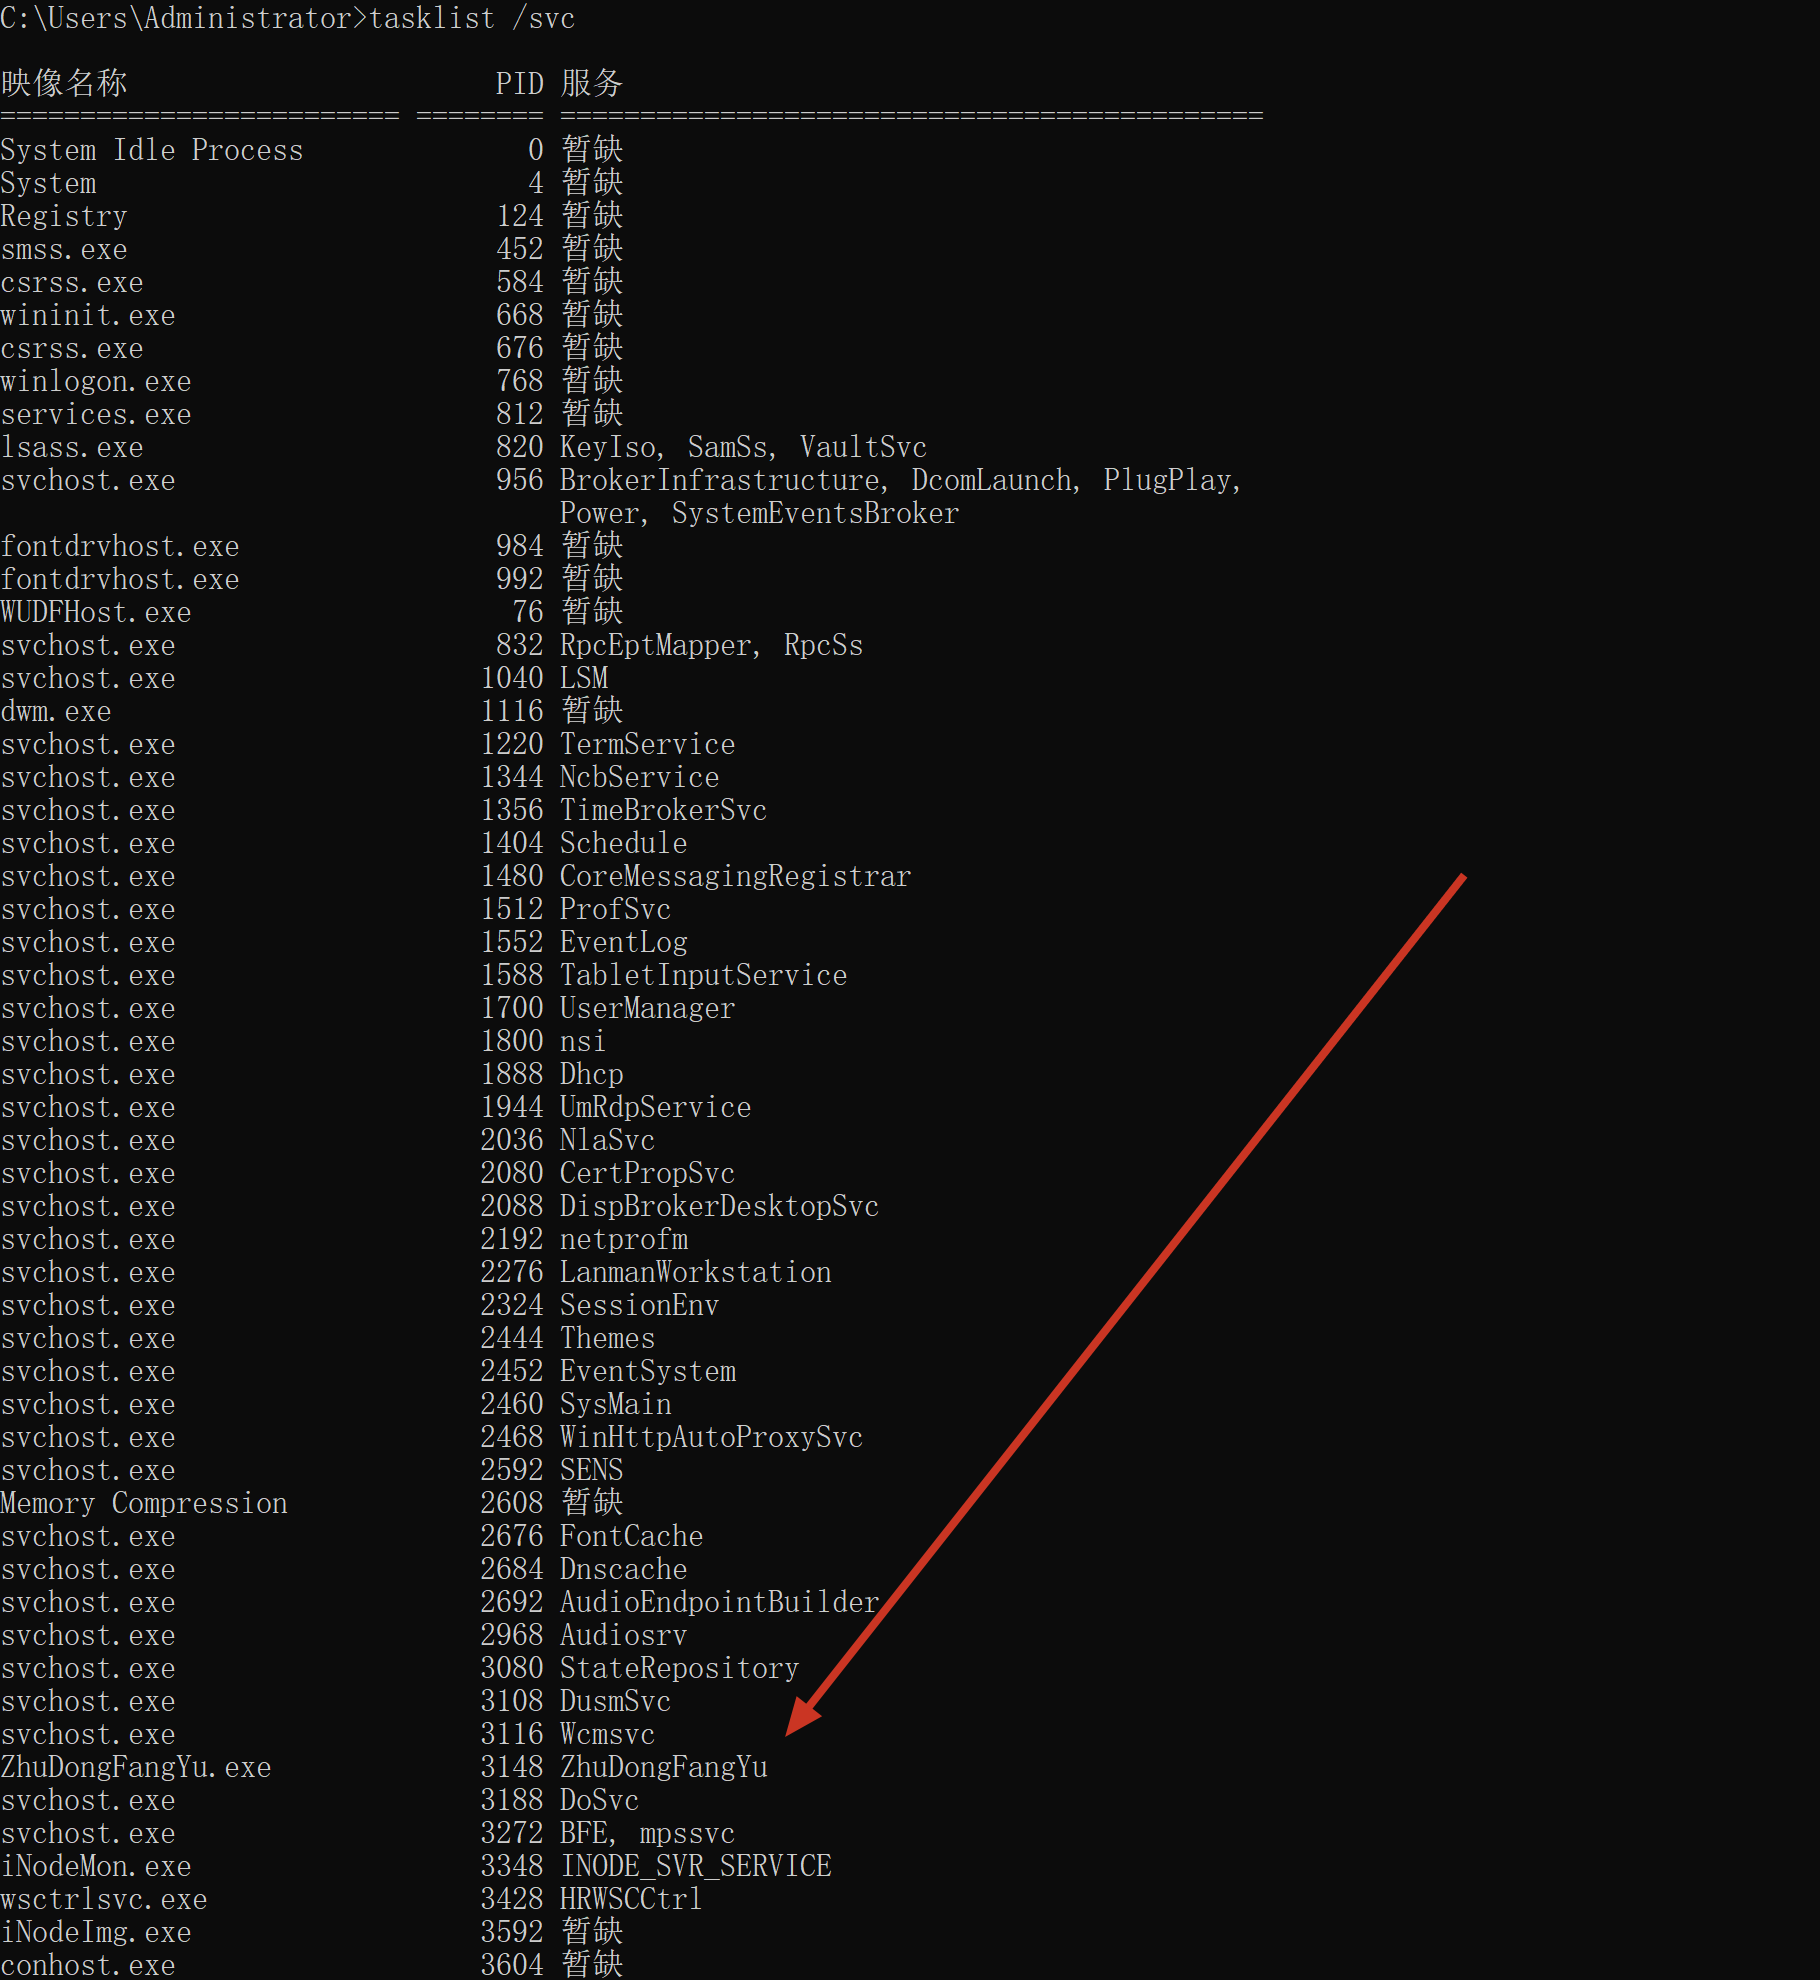 C:\Users\Administrator>tasklist /svc
映像名称                       PID 服务
========================= ======== ============================================
System Idle Process              0 暂缺
System                           4 暂缺
Registry                       124 暂缺
smss.exe                       452 暂缺
csrss.exe                      584 暂缺
wininit.exe                    668 暂缺
csrss.exe                      676 暂缺
winlogon.exe                   768 暂缺
services.exe                   812 暂缺
lsass.exe                      820 KeyIso, SamSs, VaultSvc
svchost.exe                    956 BrokerInfrastructure, DcomLaunch, PlugPlay,
                                   Power, SystemEventsBroker
fontdrvhost.exe                984 暂缺
fontdrvhost.exe                992 暂缺
WUDFHost.exe                    76 暂缺
svchost.exe                    832 RpcEptMapper, RpcSs
svchost.exe                   1040 LSM
dwm.exe                       1116 暂缺
svchost.exe                   1220 TermService
svchost.exe                   1344 NcbService
svchost.exe                   1356 TimeBrokerSvc
svchost.exe                   1404 Schedule
svchost.exe                   1480 CoreMessagingRegistrar
svchost.exe                   1512 ProfSvc
svchost.exe                   1552 EventLog
svchost.exe                   1588 TabletInputService
svchost.exe                   1700 UserManager
svchost.exe                   1800 nsi
svchost.exe                   1888 Dhcp
svchost.exe                   1944 UmRdpService
svchost.exe                   2036 NlaSvc
svchost.exe                   2080 CertPropSvc
svchost.exe                   2088 DispBrokerDesktopSvc
svchost.exe                   2192 netprofm
svchost.exe                   2276 LanmanWorkstation
svchost.exe                   2324 SessionEnv
svchost.exe                   2444 Themes
svchost.exe                   2452 EventSystem
svchost.exe                   2460 SysMain
svchost.exe                   2468 WinHttpAutoProxySvc
svchost.exe                   2592 SENS
Memory Compression            2608 暂缺
svchost.exe                   2676 FontCache
svchost.exe                   2684 Dnscache
svchost.exe                   2692 AudioEndpointBuilder
svchost.exe                   2968 Audiosrv
svchost.exe                   3080 StateRepository
svchost.exe                   3108 DusmSvc
svchost.exe                   3116 Wcmsvc
ZhuDongFangYu.exe             3148 ZhuDongFangYu
svchost.exe                   3188 DoSvc
svchost.exe                   3272 BFE, mpssvc
iNodeMon.exe                  3348 INODE_SVR_SERVICE
wsctrlsvc.exe                 3428 HRWSCCtrl
iNodeImg.exe                  3592 暂缺
conhost.exe                   3604 暂缺